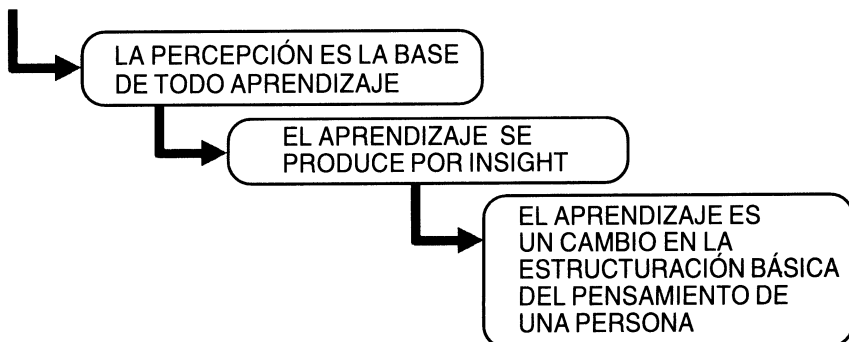 LA PERCEPCIÓN ES LA BASE
DE TODO APRENDIZAJE
EL APRENDIZAJE SE
PRODUCE POR INSIGHT
EL APRENDIZAJE ES
UN CAMBIO EN LA
ESTRUCTURACIÓN BÁSICA
DEL PENSAMIENTO DE
UNA PERSONA